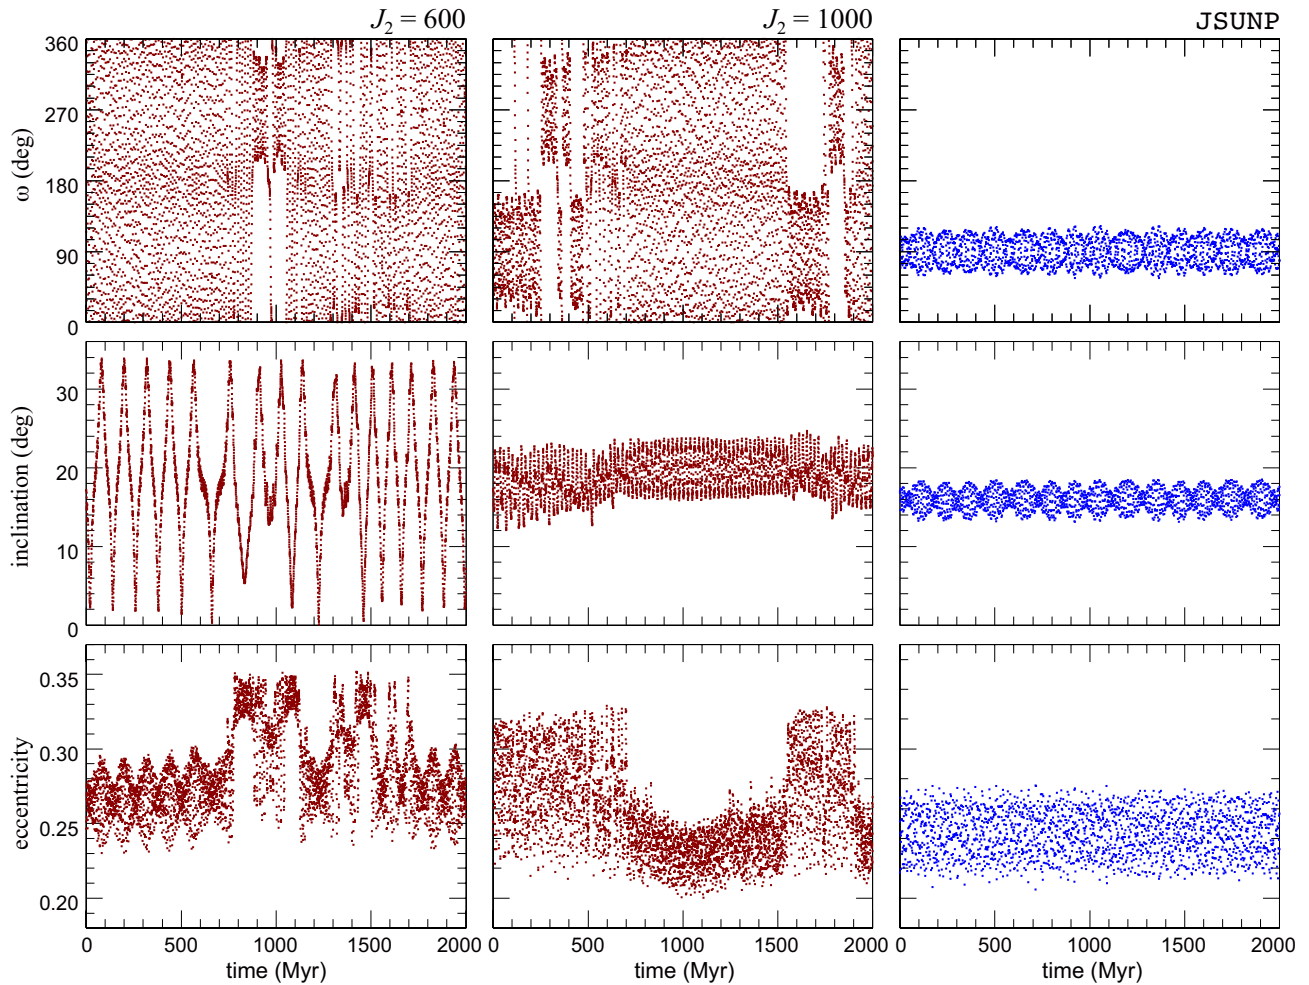 J₂ = 600 J₂ = 1000 JSUNP
360
270
180
90
0
ω (deg)
30
20
10
0
inclination (deg)
0.35
0.30
0.25
0.20
eccentricity
0 500 1000 1500 2000 0 500 1000 1500 2000 0 500 1000 1500 2000
time (Myr) time (Myr) time (Myr)